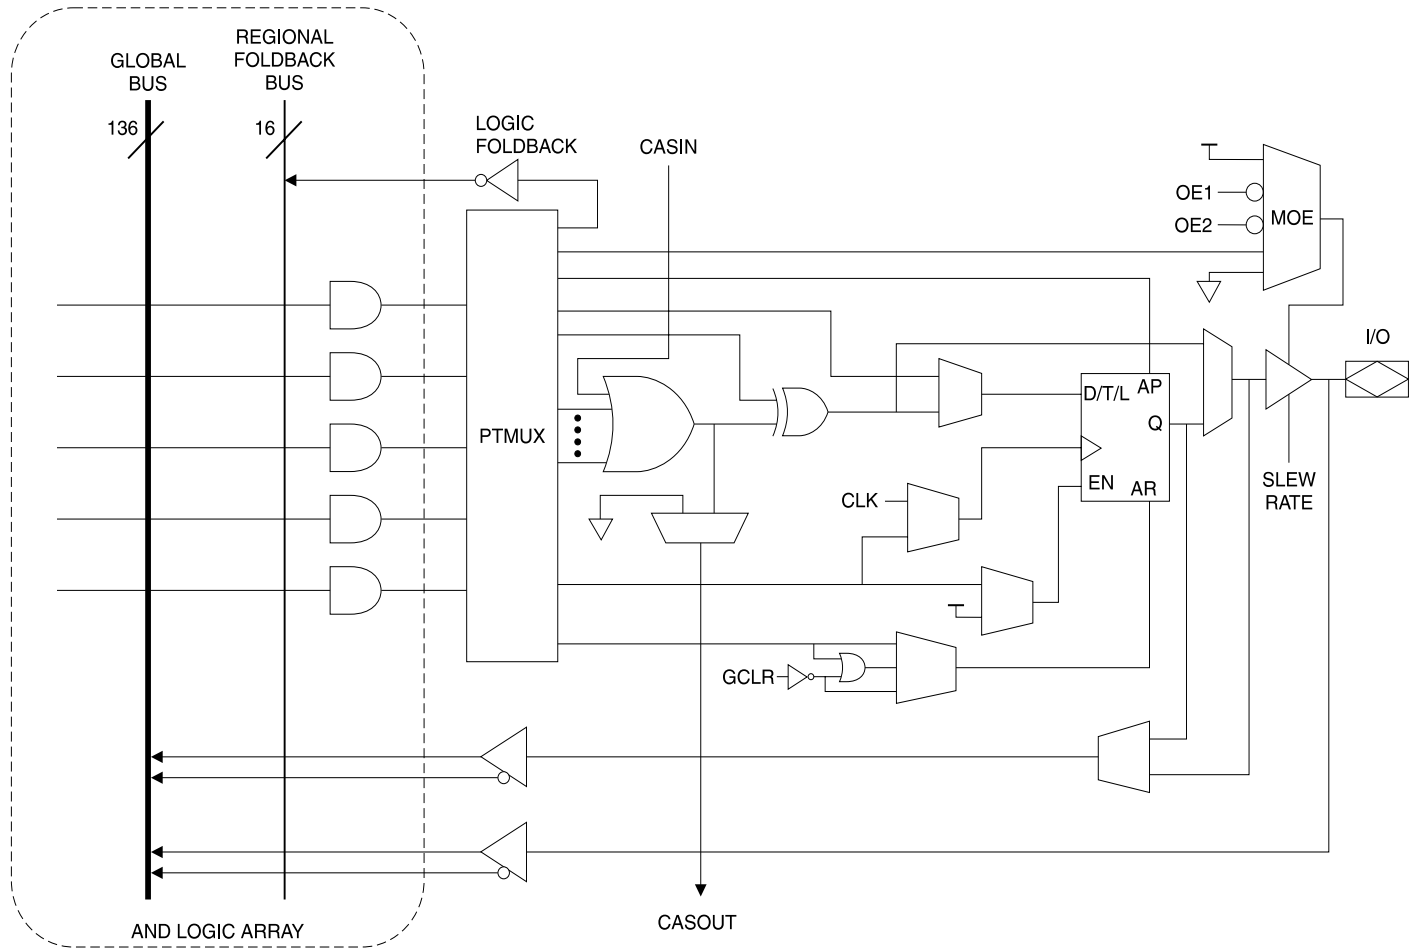 GLOBAL
BUS
REGIONAL
FOLDBACK
BUS
136
16
LOGIC
FOLDBACK
CASIN
OE1
OE2
MOE
I/O
PTMUX
D/T/L
AP
Q
EN
AR
CLK
SLEW
RATE
GCLR
CASOUT
AND LOGIC ARRAY